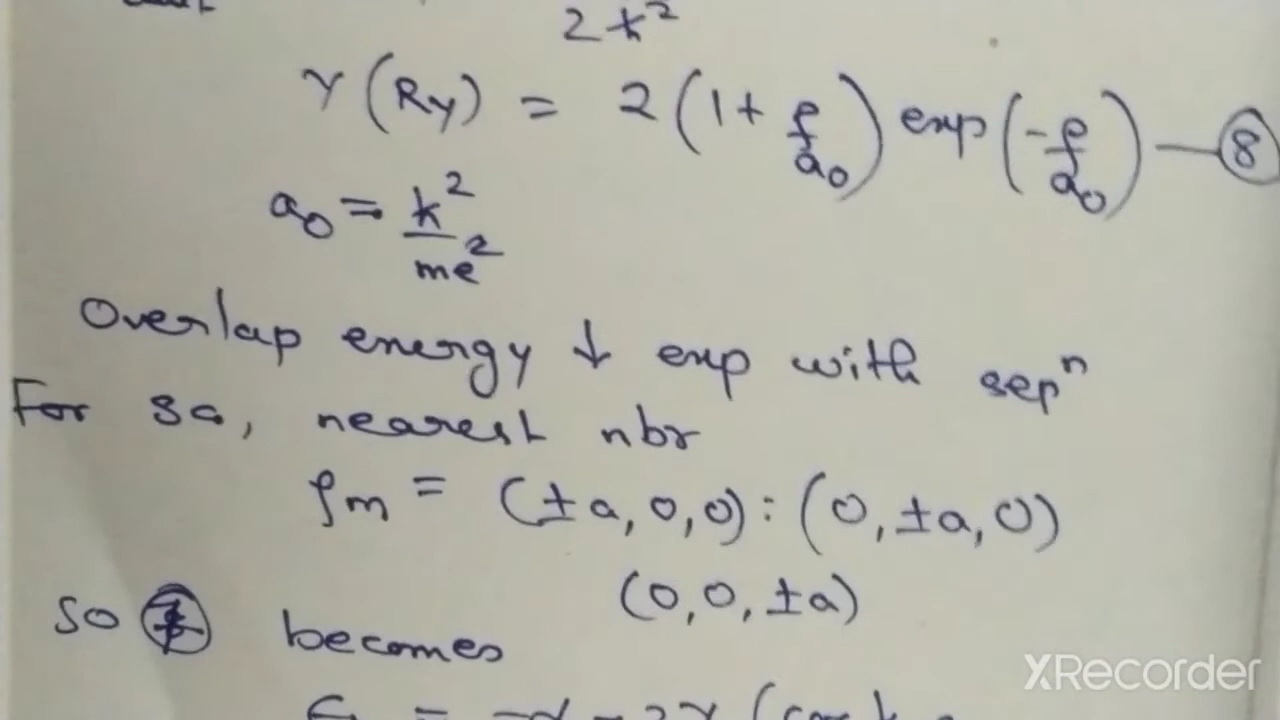 2ħ²
γ(Ry) = 2(1 + ρ/a₀) exp(-ρ/a₀) — ⑧
a₀ = ħ²/me²
Overlap energy ↓ exp with sepⁿ
For sc, nearest nbr
ρm = (±a, 0, 0) : (0, ±a, 0)
(0, 0, ±a)
So becomes
XRecorder